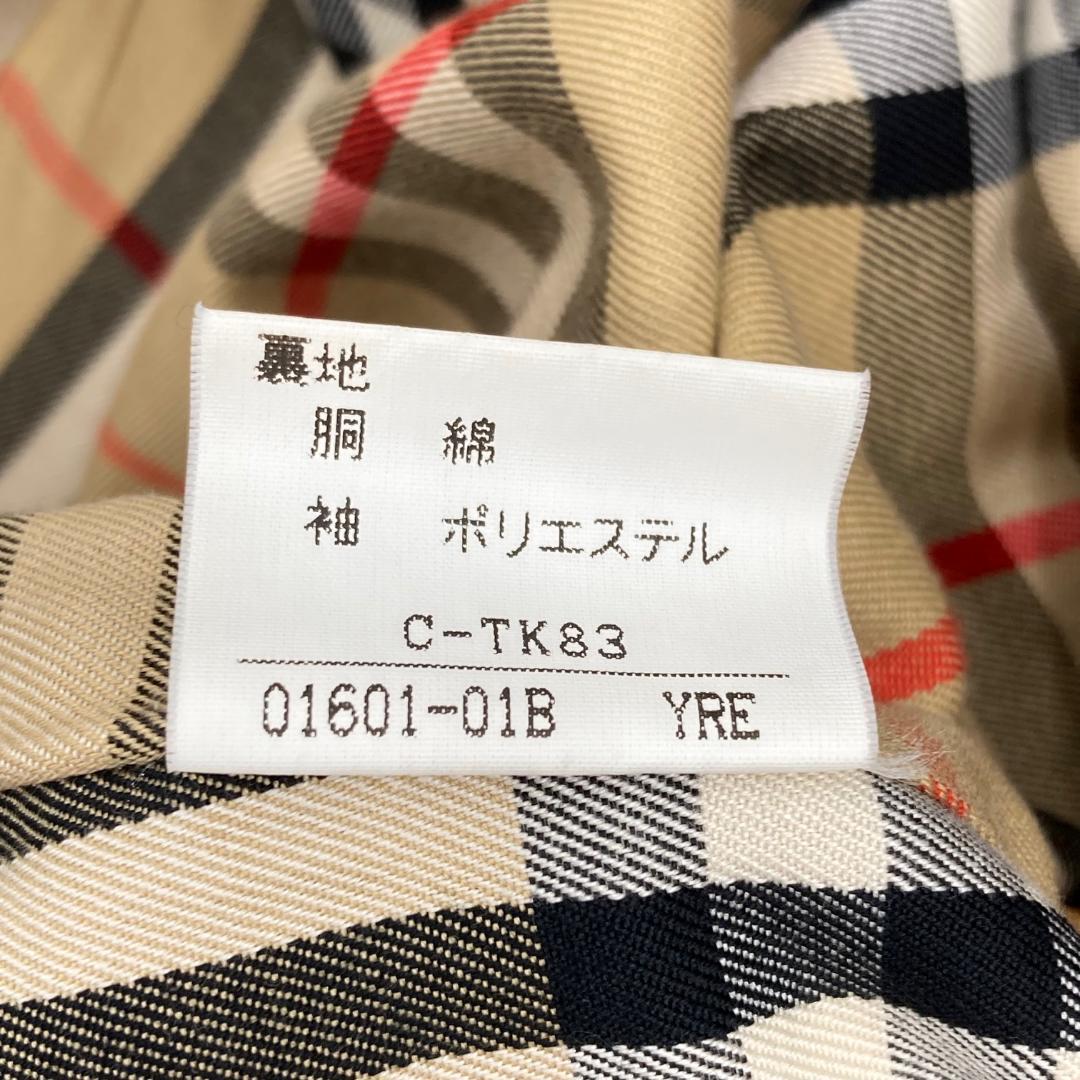 裏地
胴 綿
袖 ポリエステル
C-TK83
01601-01B YRE